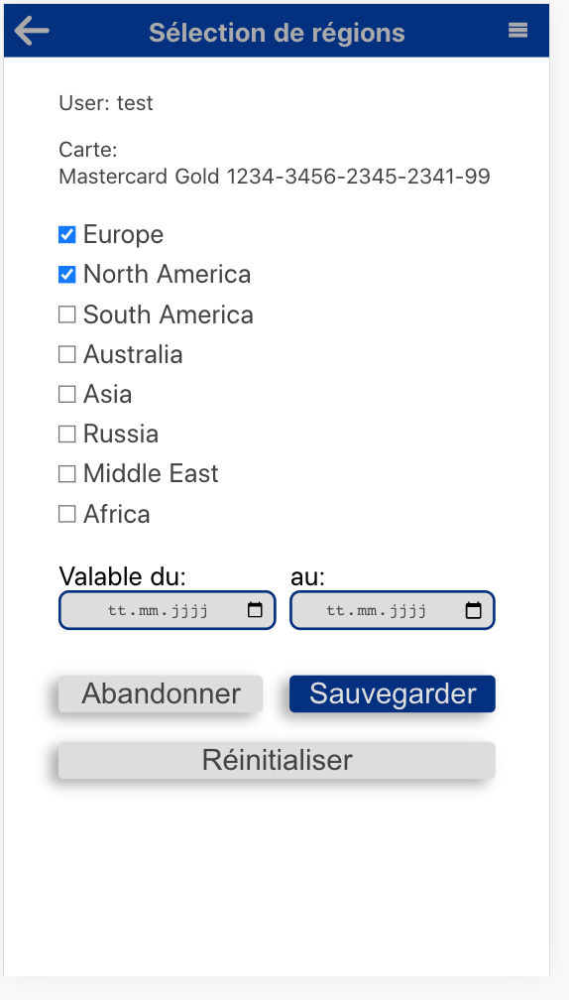 Sélection de régions
User: test
Carte:
Mastercard Gold 1234-3456-2345-2341-99
Europe
North America
South America
Australia
Asia
Russia
Middle East
Africa
Valable du: au:
tt.mm.jjjj tt.mm.jjjj
Abandonner Sauvegarder
Réinitialiser